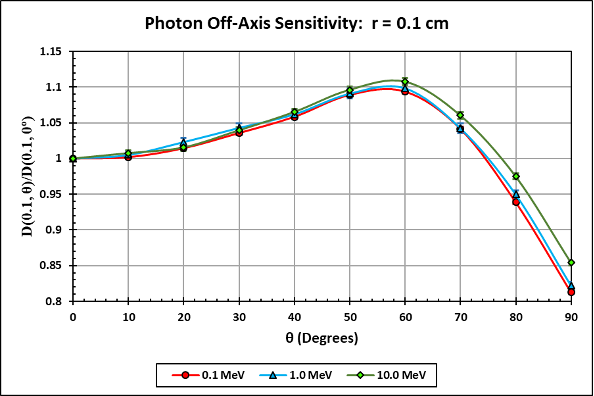 Photon Off-Axis Sensitivity: r = 0.1 cm
D(0.1, θ)/D(0.1, 0°)
1.15
1.1
1.05
1
0.95
0.9
0.85
0.8
0 10 20 30 40 50 60 70 80 90
θ (Degrees)
0.1 MeV 1.0 MeV 10.0 MeV